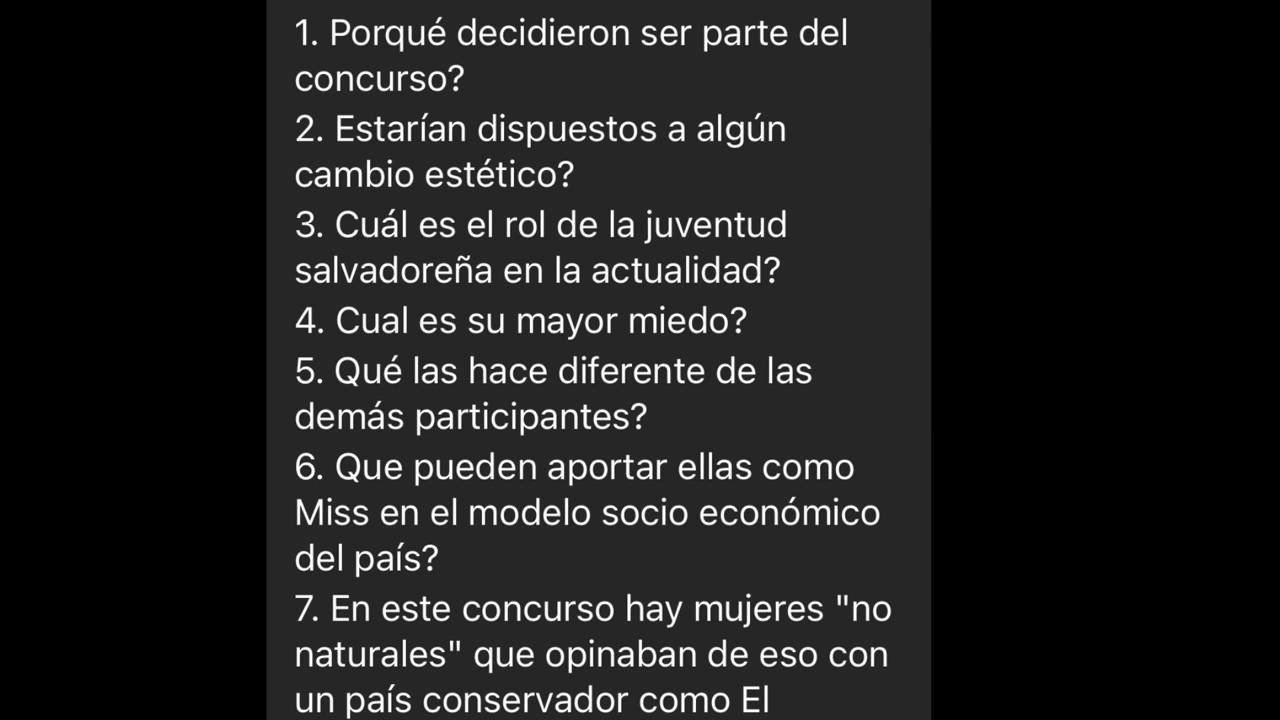 1. Porqué decidieron ser parte del
concurso?
2. Estarían dispuestos a algún
cambio estético?
3. Cuál es el rol de la juventud
salvadoreña en la actualidad?
4. Cual es su mayor miedo?
5. Qué las hace diferente de las
demás participantes?
6. Que pueden aportar ellas como
Miss en el modelo socio económico
del país?
7. En este concurso hay mujeres "no
naturales" que opinaban de eso con
un país conservador como El